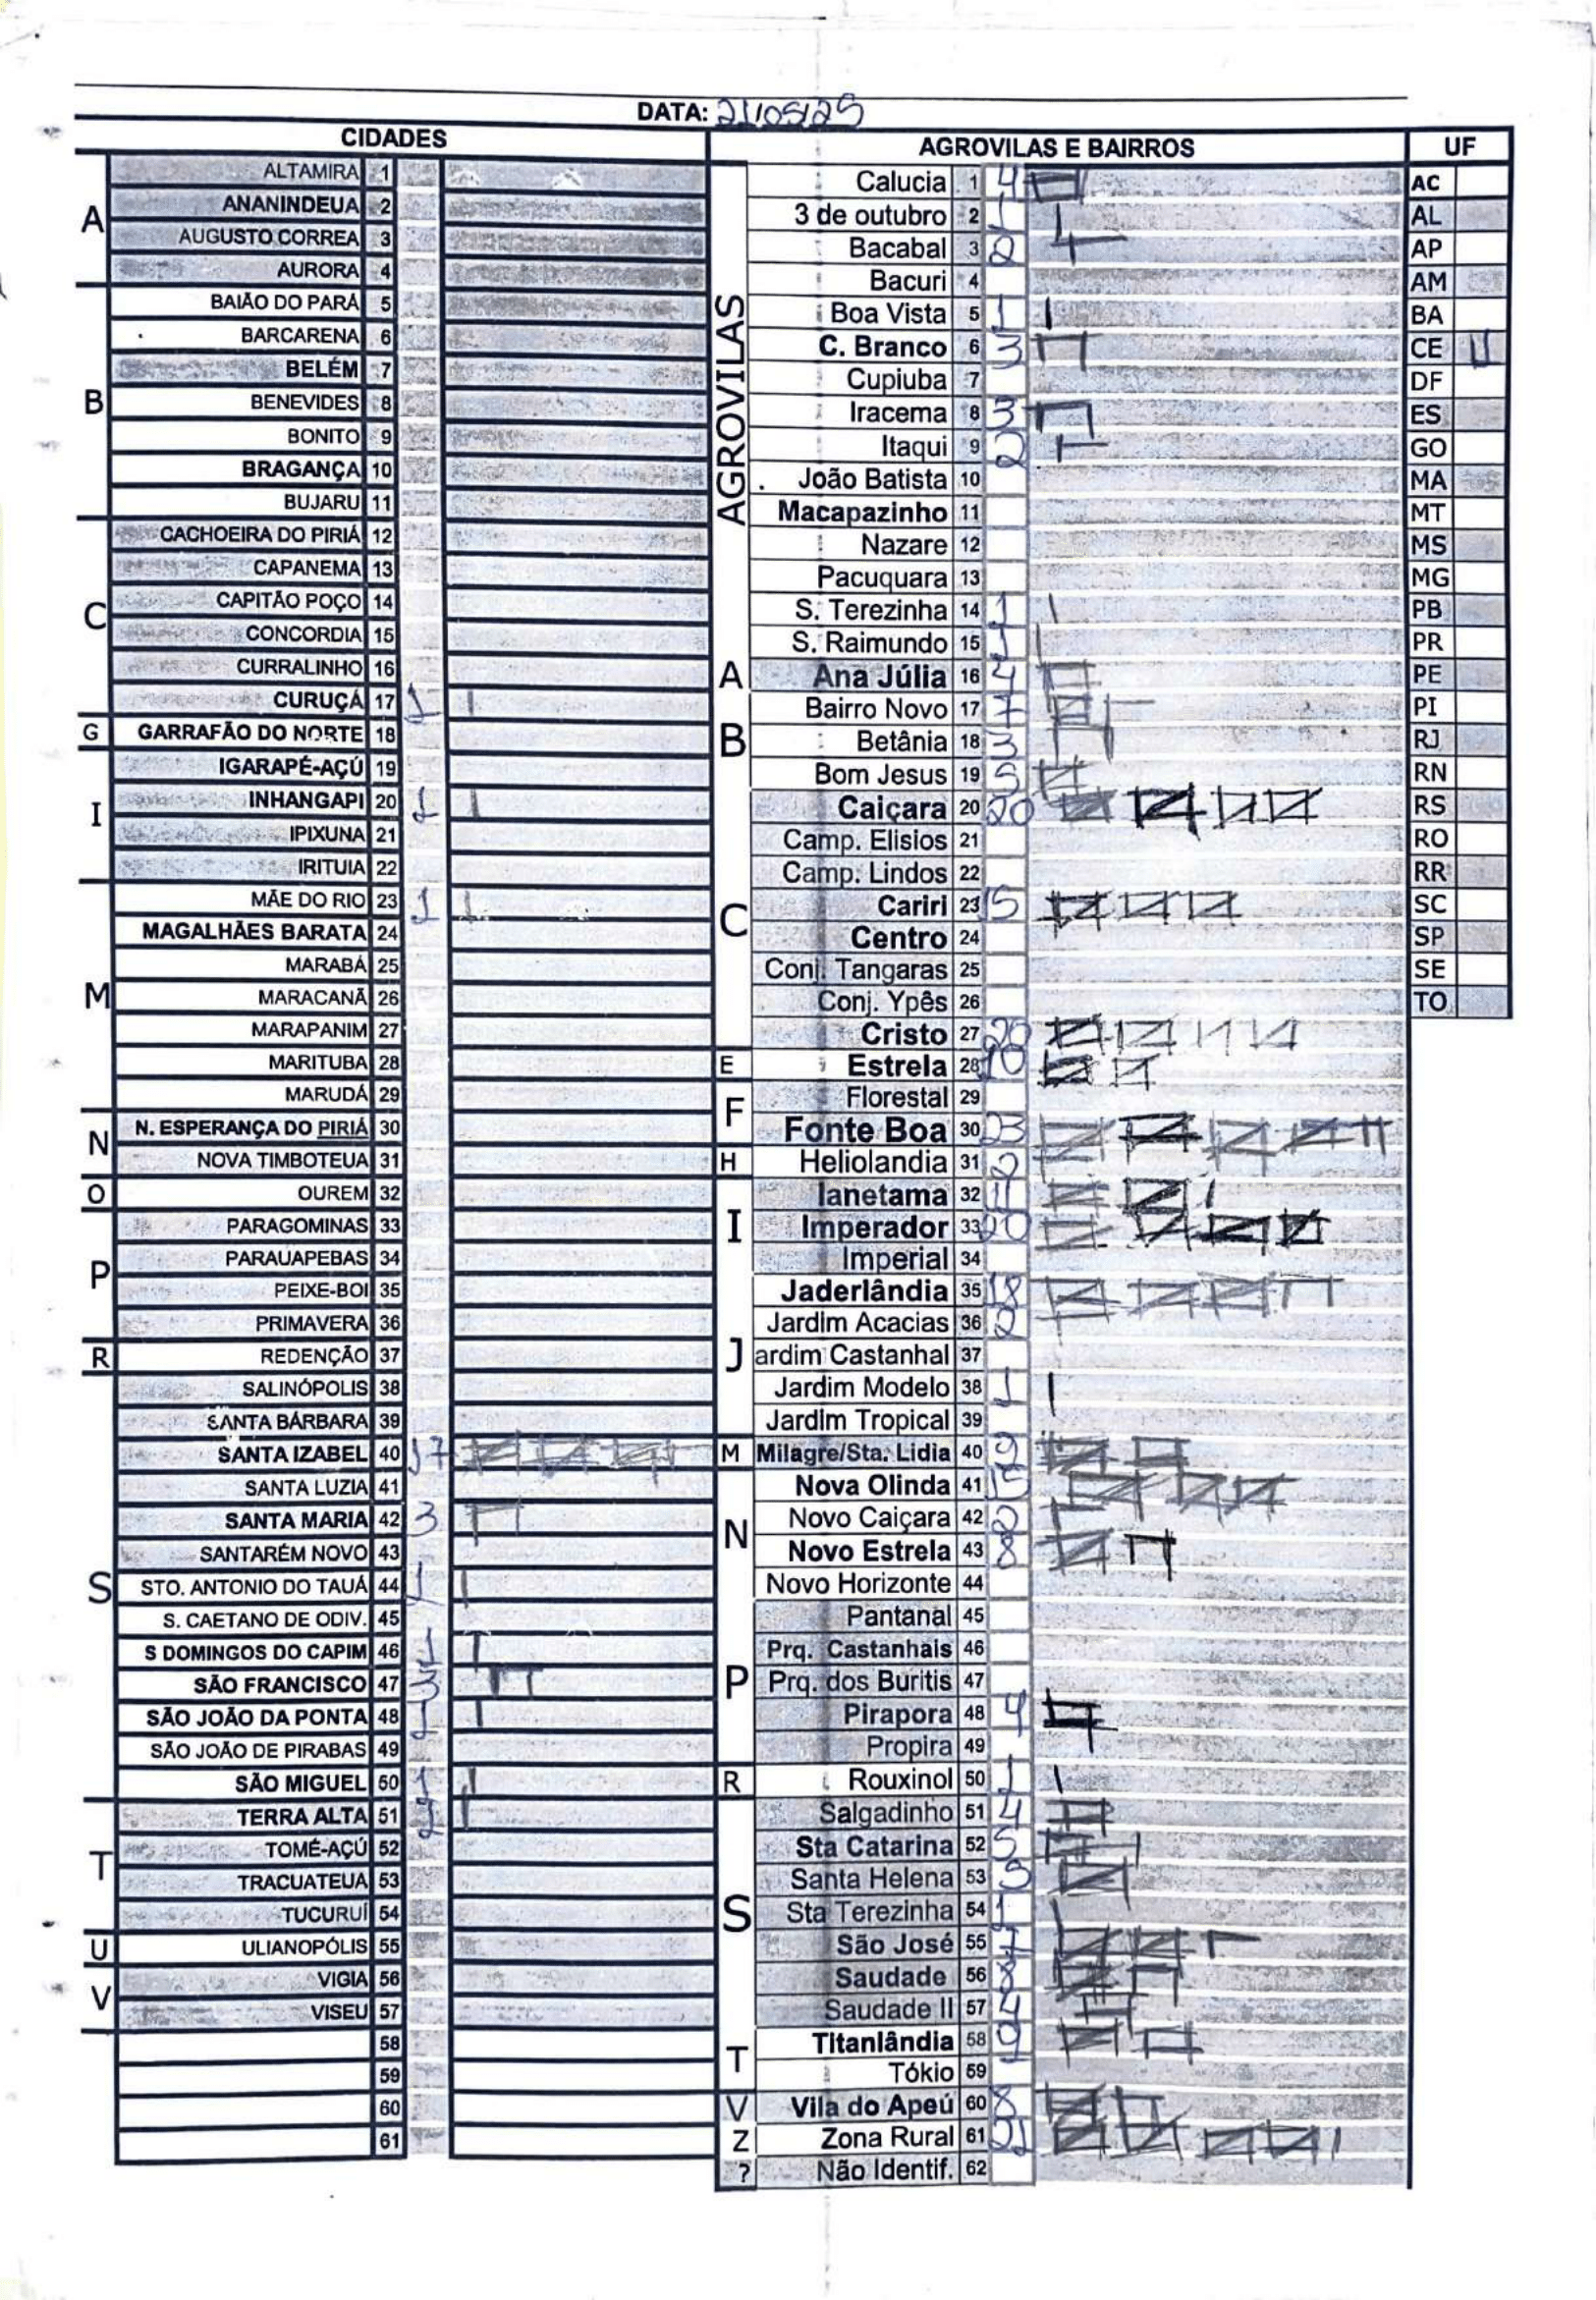 DATA: 21/05/25
CIDADES
A
ALTAMIRA 1
ANANINDEUA 2
AUGUSTO CORREA 3
AURORA 4
B
BAIÃO DO PARÁ 5
BARCARENA 6
BELÉM 7
BENEVIDES 8
BONITO 9
BRAGANÇA 10
BUJARU 11
C
CACHOEIRA DO PIRIÁ 12
CAPANEMA 13
CAPITÃO POÇO 14
CONCORDIA 15
CURRALINHO 16
CURUÇÁ 17 1
G GARRAFÃO DO NORTE 18
I
IGARAPÉ-AÇÚ 19
INHANGAPI 20 1
IPIXUNA 21
IRITUIA 22
M
MÃE DO RIO 23 1
MAGALHÃES BARATA 24
MARABÁ 25
MARACANÃ 26
MARAPANIM 27
MARITUBA 28
MARUDÁ 29
N
N. ESPERANÇA DO PIRIÁ 30
NOVA TIMBOTEUA 31
O OUREM 32
P
PARAGOMINAS 33
PARAUAPEBAS 34
PEIXE-BOI 35
PRIMAVERA 36
R REDENÇÃO 37
S
SALINÓPOLIS 38
SANTA BÁRBARA 39
SANTA IZABEL 40 17
SANTA LUZIA 41
SANTA MARIA 42 3
SANTARÉM NOVO 43
STO. ANTONIO DO TAUÁ 44 1
S. CAETANO DE ODIV. 45
S DOMINGOS DO CAPIM 46 1
SÃO FRANCISCO 47 3
SÃO JOÃO DA PONTA 48 1
SÃO JOÃO DE PIRABAS 49
SÃO MIGUEL 50 1
T
TERRA ALTA 51
TOMÉ-AÇÚ 52
TRACUATEUA 53
TUCURUÍ 54
U ULIANOPÓLIS 55
V
VIGIA 56
VISEU 57
58
59
60
61
AGROVILAS E BAIRROS
AGROVILAS
Calucia 1 4
3 de outubro 2 1
Bacabal 3 2
Bacuri 4
Boa Vista 5 1
C. Branco 6 3
Cupiuba 7
Iracema 8 3
Itaqui 9 2
João Batista 10
Macapazinho 11
Nazare 12
Pacuquara 13
S. Terezinha 14 1
S. Raimundo 15 1
A Ana Júlia 16 4
B
Bairro Novo 17 7
Betânia 18 3
Bom Jesus 19 5
C
Caiçara 20 20
Camp. Elisios 21
Camp. Lindos 22
Cariri 23 15
Centro 24
Conj. Tangaras 25
Conj. Ypês 26
Cristo 27 20
E Estrela 28 10
F
Florestal 29
Fonte Boa 30 23
H Heliolandia 31
I
Ianetama 32 11
Imperador 33 20
Imperial 34
J
Jaderlândia 35 18
Jardim Acacias 36
ardim Castanhal 37
Jardim Modelo 38 1
Jardim Tropical 39
M Milagre/Sta. Lidia 40 9
N
Nova Olinda 41 15
Novo Caiçara 42
Novo Estrela 43 8
Novo Horizonte 44
P
Pantanal 45
Prq. Castanhais 46
Prq. dos Buritis 47
Pirapora 48 4
Propira 49
R Rouxinol 50 1
S
Salgadinho 51 4
Sta Catarina 52 5
Santa Helena 53 5
Sta Terezinha 54 1
São José 55
Saudade 56 8
Saudade II 57 4
T
Titanlândia 58 9
Tókio 59
V Vila do Apeú 60 8
Z Zona Rural 61 21
? Não Identif. 62
UF
AC
AL
AP
AM
BA
CE
DF
ES
GO
MA
MT
MS
MG
PB
PR
PE
PI
RJ
RN
RS
RO
RR
SC
SP
SE
TO